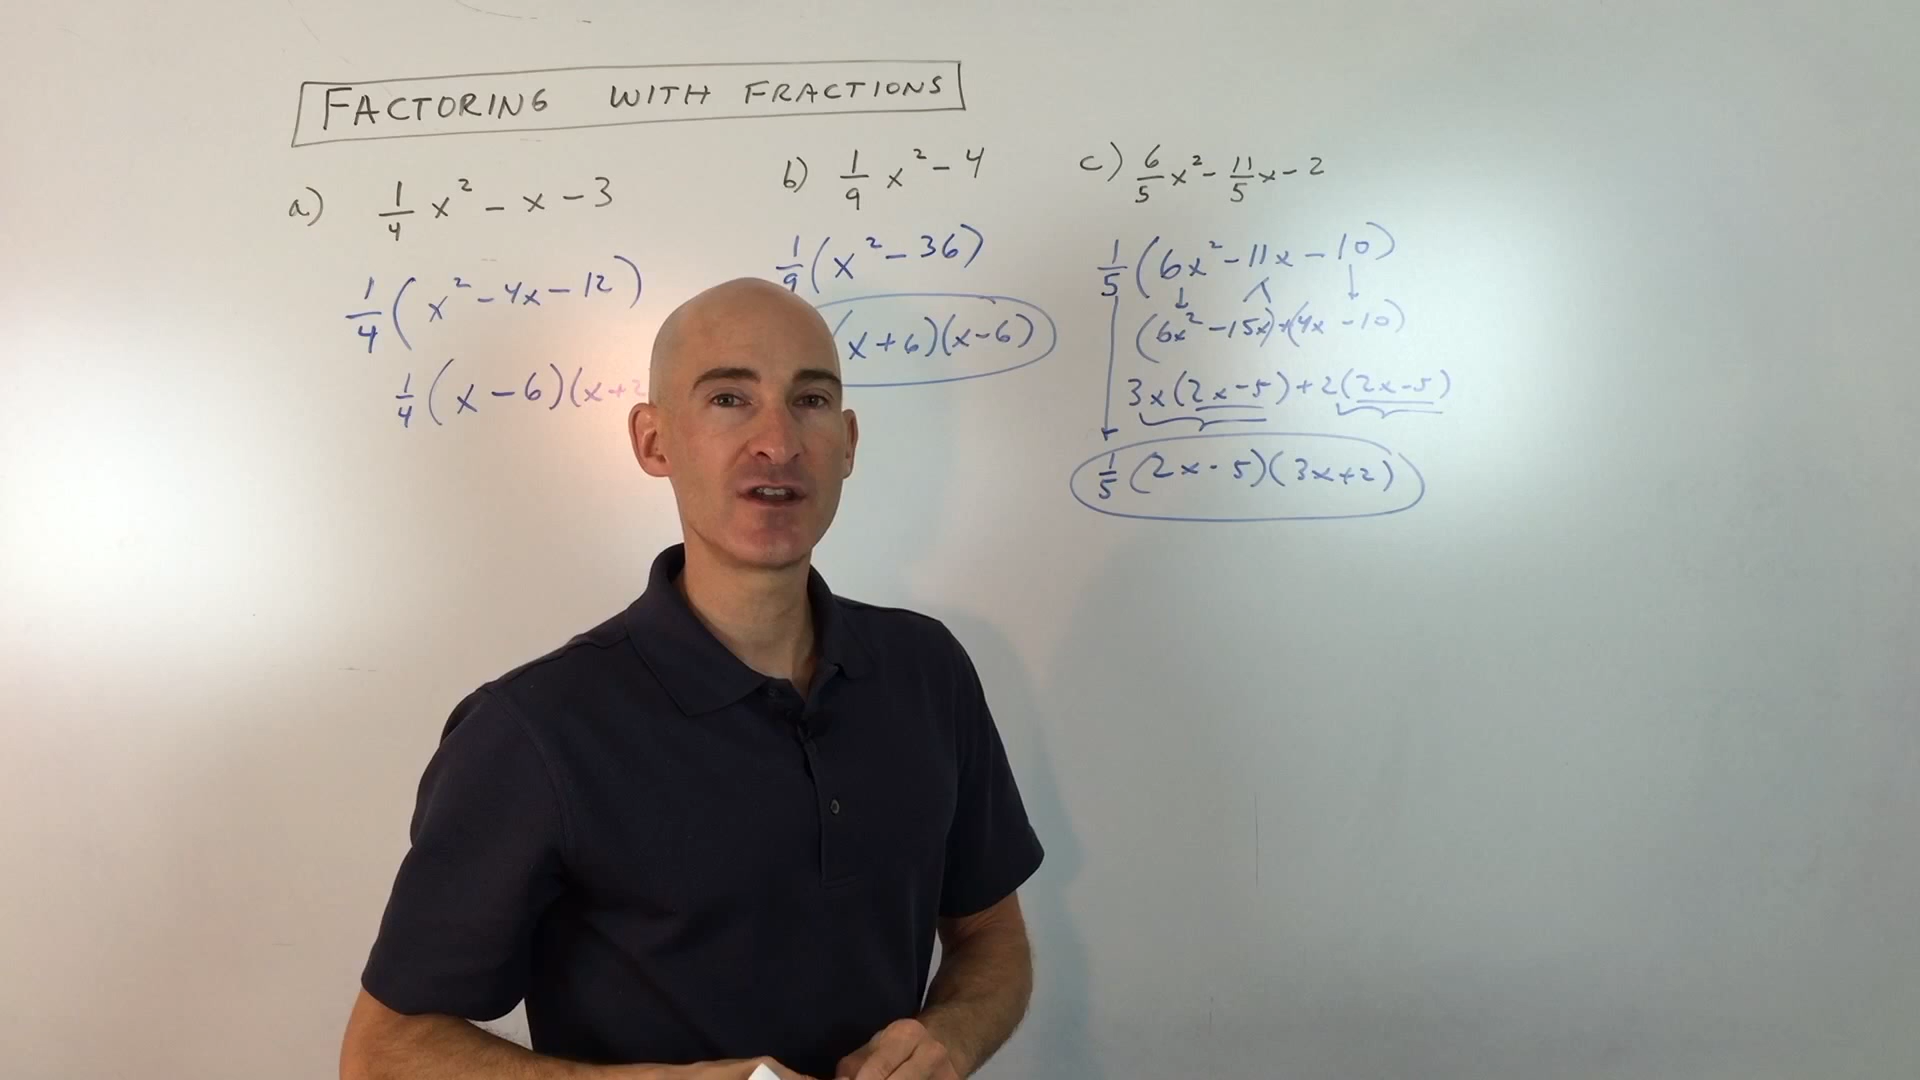 FACTORING WITH FRACTIONS
a) 1/4 x² - x - 3
1/4 (x² - 4x - 12)
1/4 (x - 6)(x + 2
b) 1/9 x² - 4
1/9 (x² - 36)
(x + 6)(x - 6)
c) 6/5 x² - 11/5 x - 2
1/5 (6x² - 11x - 10)
(6x² - 15x) + (4x - 10)
3x(2x - 5) + 2(2x - 5)
1/5 (2x - 5)(3x + 2)